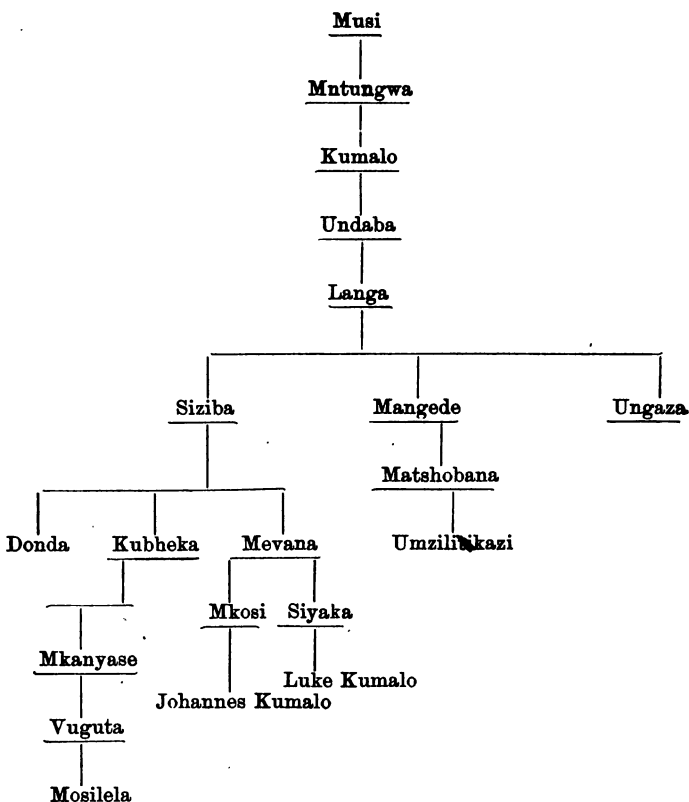 Musi
Mntungwa
Kumalo
Undaba
Langa
Siziba Mangede Ungaza
Matshobana
Donda Kubheka Mevana Umzilitikazi
Mkosi Siyaka
Mkanyase
Luke Kumalo
Johannes Kumalo
Vuguta
Mosilela